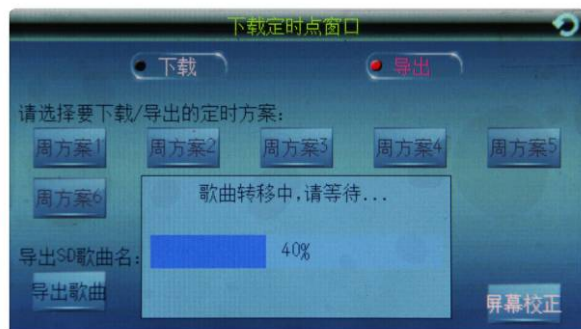 下载定时点窗口
下载 导出
请选择要下载/导出的定时方案:
周方案1 周方案2 周方案3 周方案4 周方案5
周方案6
歌曲转移中,请等待...
导出SD歌曲名:
40%
导出歌曲
屏幕校正